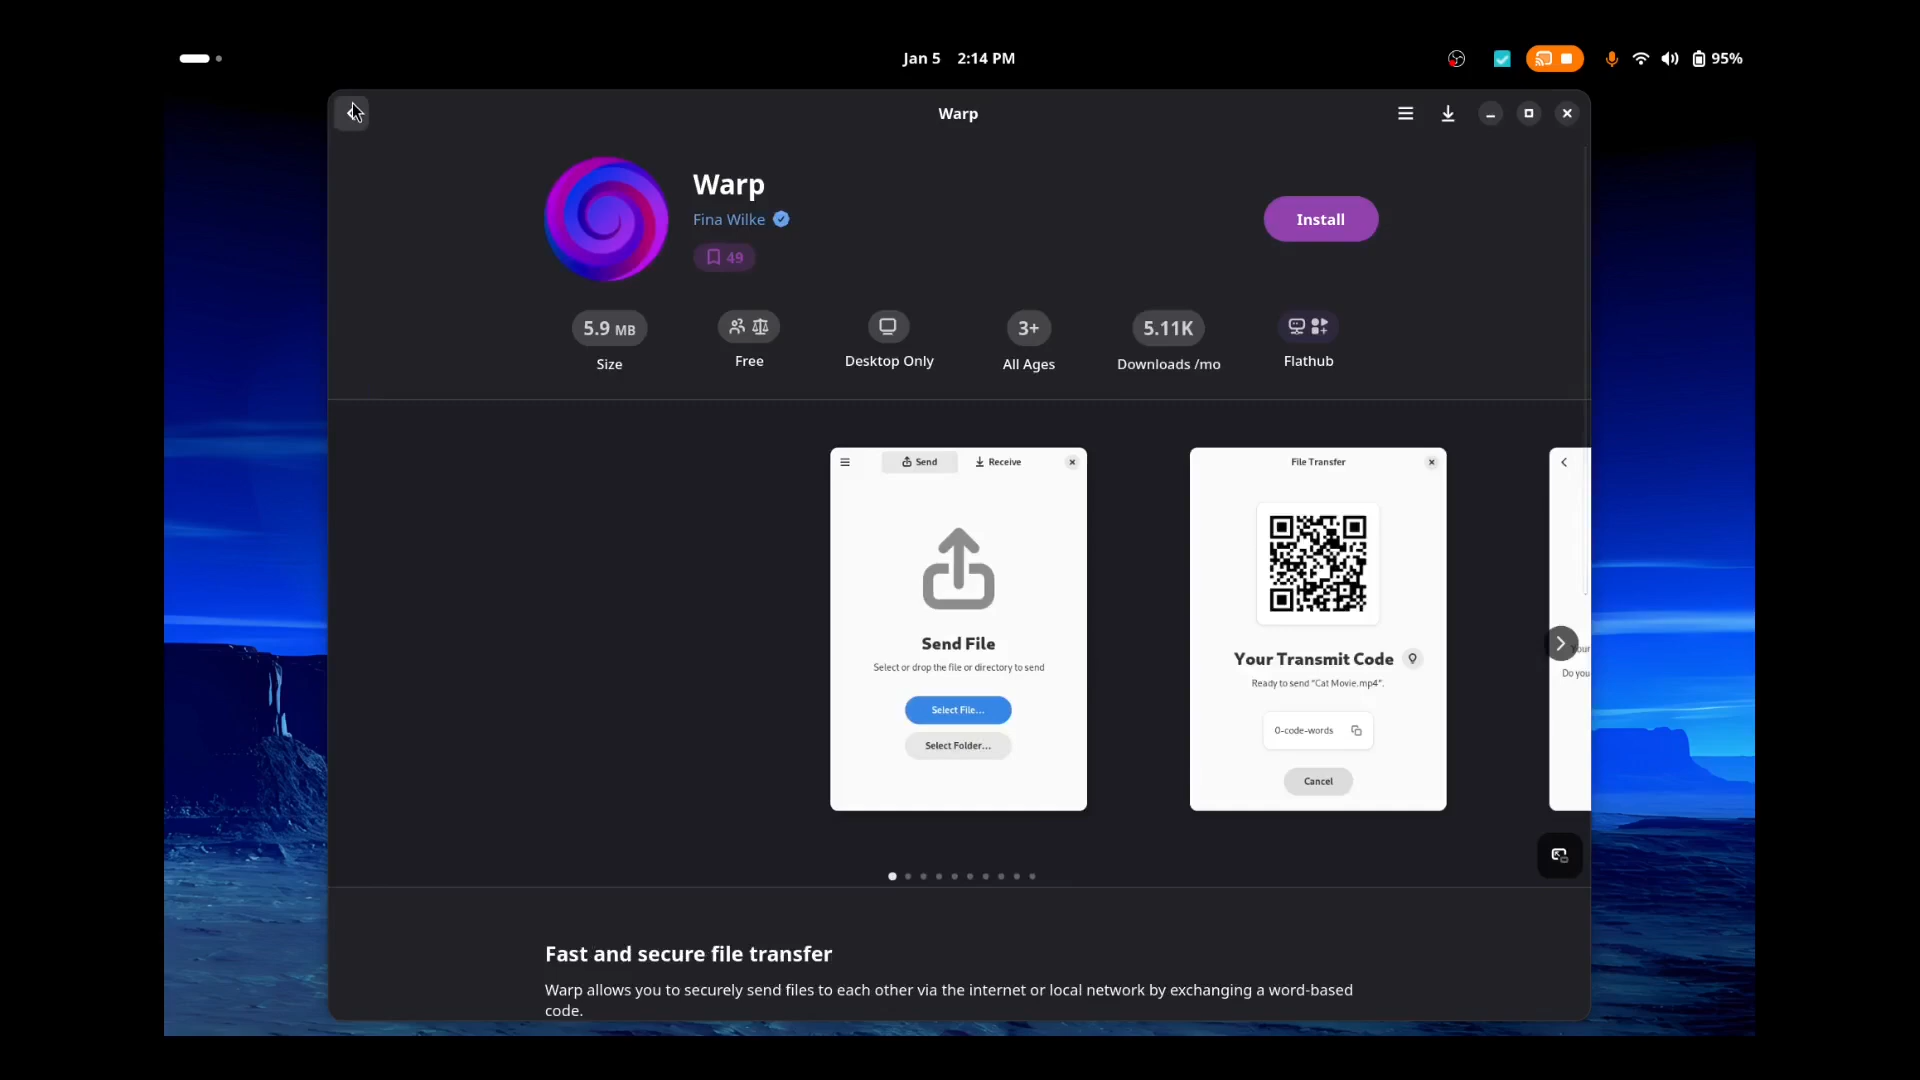 Jan 5 2:14 PM
95%
Warp
Warp
Fina Wilke
49
Install
5.9 MB
3+
5.11K
Size
Free
Desktop Only
All Ages
Downloads /mo
Flathub
Send
Receive
Send File
Select or drop the file or directory to send
Select File...
Select Folder...
File Transfer
Your Transmit Code
Ready to send "Cat Movie.mp4".
0-code-words
Cancel
Your
Do you
Fast and secure file transfer
Warp allows you to securely send files to each other via the internet or local network by exchanging a word-based
code.